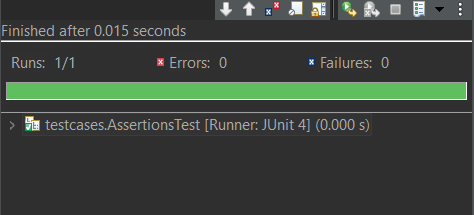 Finished after 0.015 seconds
Runs: 1/1 Errors: 0 Failures: 0
testcases.AssertionsTest [Runner: JUnit 4] (0.000 s)